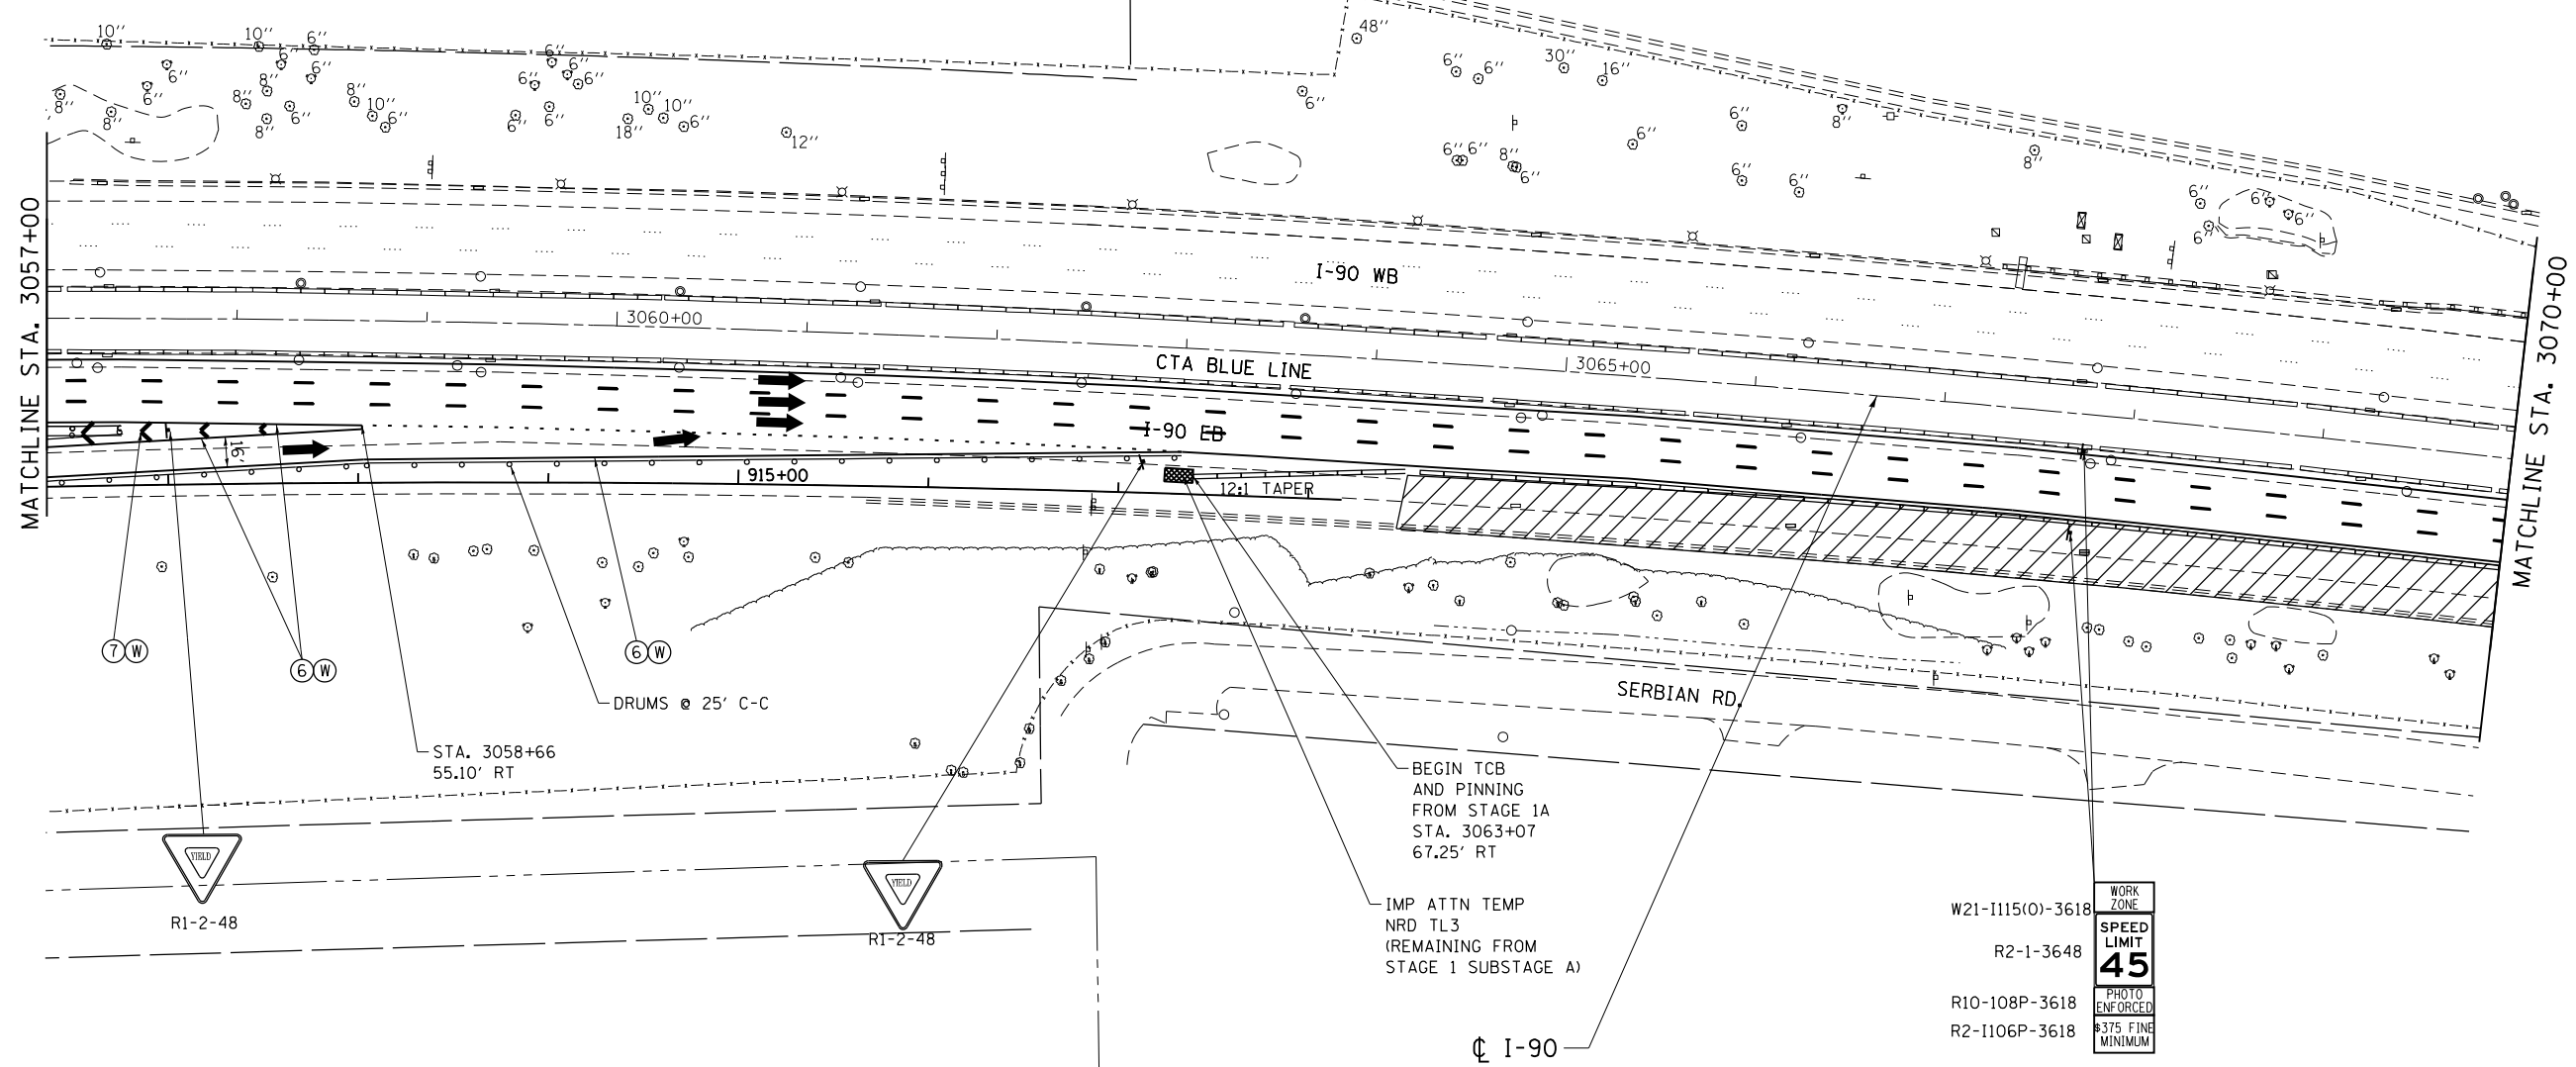 10'' 10'' 6'' 6'' 48''
6'' 6'' 6'' 6'' 6'' 30'' 16''
6'' 8'' 6'' 6'' 6''
8'' 6'' 8'' 8'' 10'' 10'' 6''
8'' 8'' 6'' 10'' 6'' 6'' 6'' 18'' 6'' 12'' 6'' 6'' 8''
6'' 6'' 8'' 6'' 6'' 6'' 8''
6'' 6'' 6'' 6''
MATCHLINE STA. 3057+00
I-90 WB
3060+00
CTA BLUE LINE
3065+00
MATCHLINE STA. 3070+00
I-90 EB
16'
915+00
12:1 TAPER
7 W
6 W
6 W
DRUMS @ 25' C-C
SERBIAN RD.
STA. 3058+66
55.10' RT
BEGIN TCB
AND PINNING
FROM STAGE 1A
STA. 3063+07
67.25' RT
YIELD
R1-2-48
YIELD
R1-2-48
IMP ATTN TEMP
NRD TL3
(REMAINING FROM
STAGE 1 SUBSTAGE A)
℄ I-90
W21-I115(O)-3618
WORK
ZONE
R2-1-3648
SPEED
LIMIT
45
R10-108P-3618
PHOTO
ENFORCED
R2-I106P-3618
$375 FINE
MINIMUM